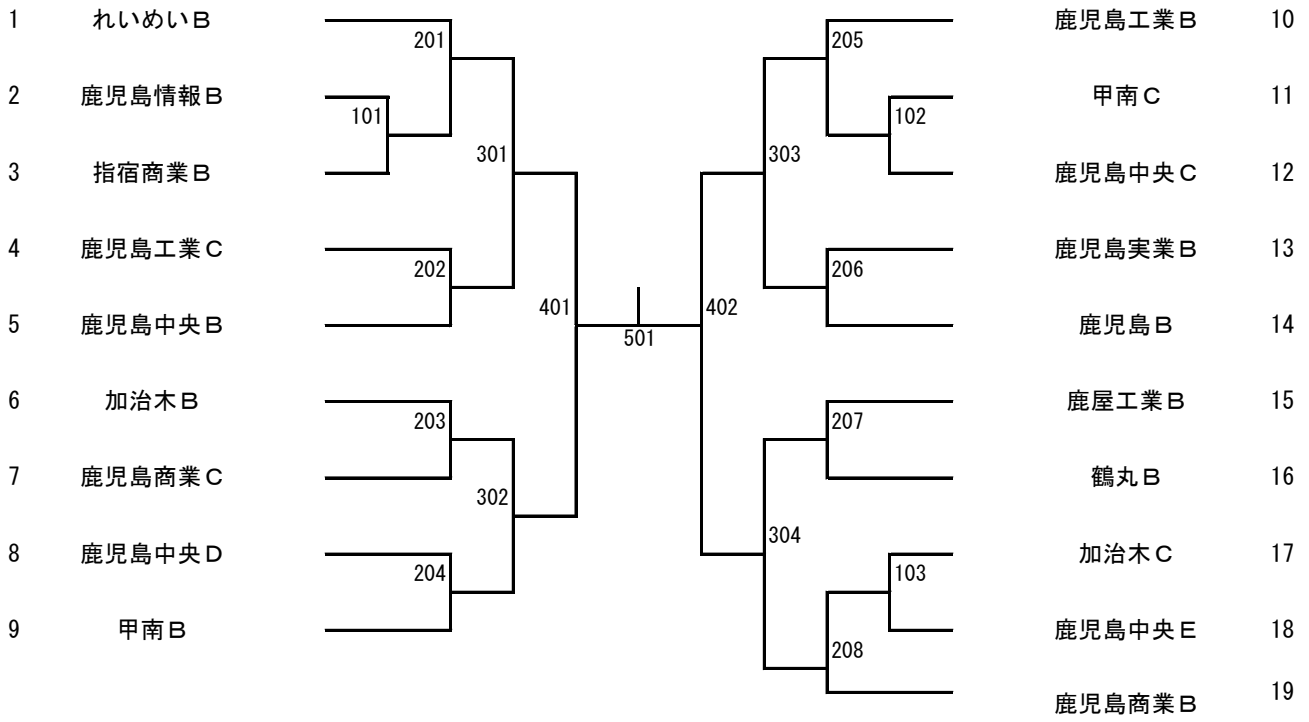 1 れいめいＢ
201
2 鹿児島情報Ｂ
101
3 指宿商業Ｂ
301
4 鹿児島工業Ｃ
202
5 鹿児島中央Ｂ
401
6 加治木Ｂ
203
7 鹿児島商業Ｃ
302
8 鹿児島中央Ｄ
204
9 甲南Ｂ
501
鹿児島工業Ｂ 10
205
甲南Ｃ 11
102
303
鹿児島中央Ｃ 12
鹿児島実業Ｂ 13
206
402
鹿児島Ｂ 14
鹿屋工業Ｂ 15
207
鶴丸Ｂ 16
304
加治木Ｃ 17
103
鹿児島中央Ｅ 18
208
鹿児島商業Ｂ 19